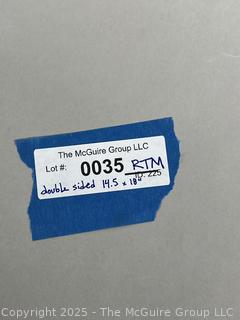 The McGuire Group LLC
Lot #: 0035 RTM
ID: 225
double sided 14.5 x 18"
Copyright © 2025 - The McGuire Group LLC